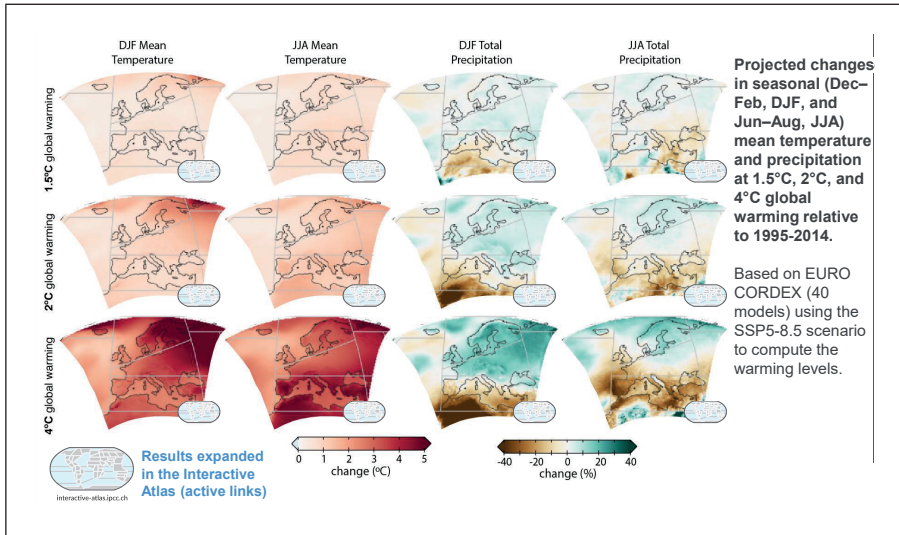 DJF Mean
Temperature
JJA Mean
Temperature
DJF Total
Precipitation
JJA Total
Precipitation
1.5ºC global warming
2ºC global warming
4ºC global warming
Projected changes
in seasonal (Dec–
Feb, DJF, and
Jun–Aug, JJA)
mean temperature
and precipitation
at 1.5°C, 2°C, and
4°C global
warming relative
to 1995-2014.
Based on EURO
CORDEX (40
models) using the
SSP5-8.5 scenario
to compute the
warming levels.
interactive-atlas.ipcc.ch
Results expanded
in the Interactive
Atlas (active links)
0 1 2 3 4 5
change (ºC)
-40 -20 0 20 40
change (%)